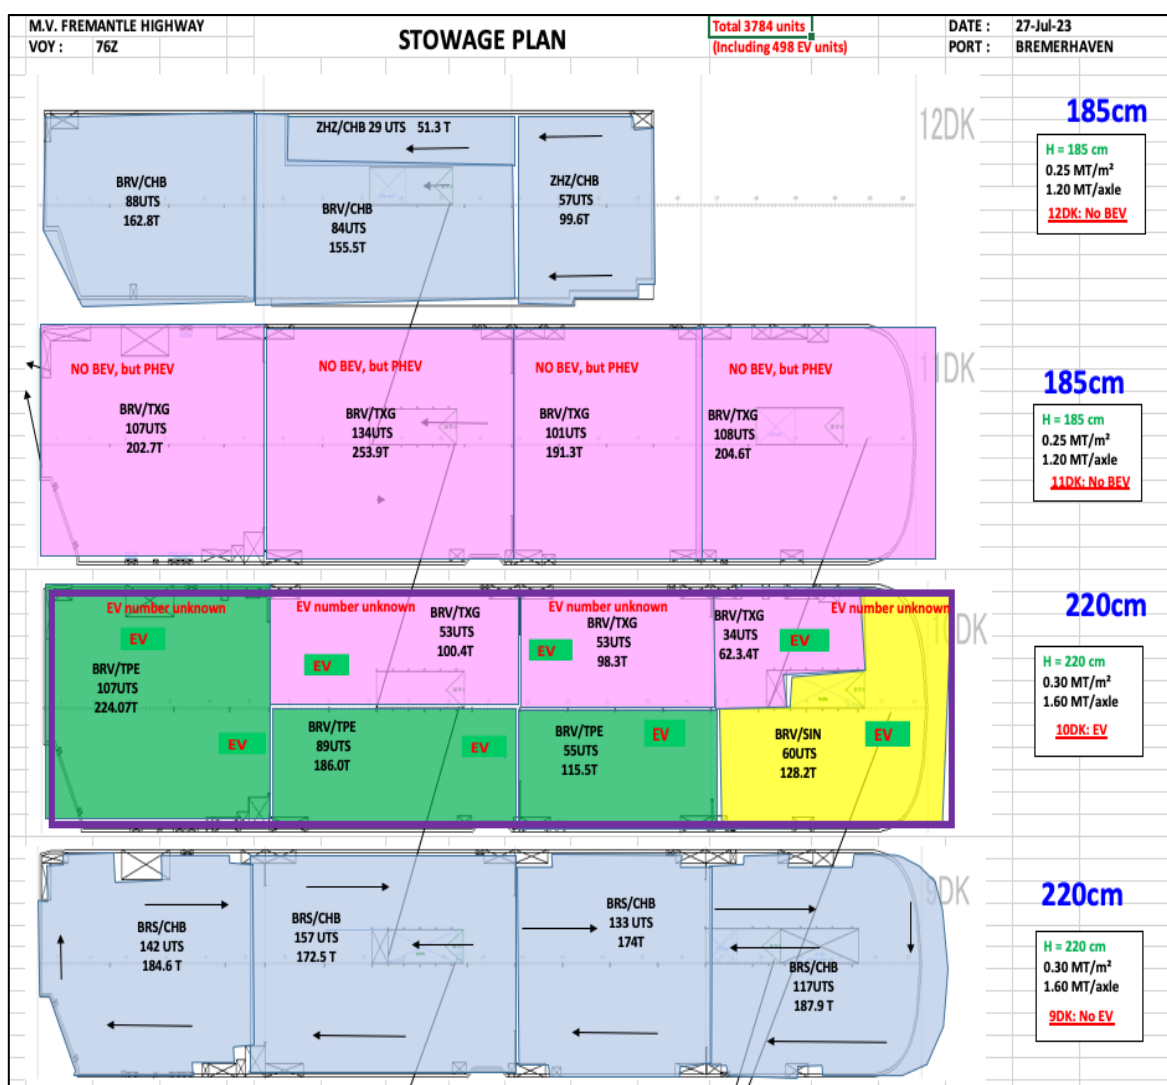 M.V. FREMANTLE HIGHWAY
VOY : 76Z
STOWAGE PLAN
Total 3784 units
(Including 498 EV units)
DATE : 27-Jul-23
PORT : BREMERHAVEN
12DK
185cm
H = 185 cm
0.25 MT/m²
1.20 MT/axle
12DK: No BEV
BRV/CHB
88UTS
162.8T
ZHZ/CHB 29 UTS 51.3 T
BRV/CHB
84UTS
155.5T
ZHZ/CHB
57UTS
99.6T
11DK
185cm
H = 185 cm
0.25 MT/m²
1.20 MT/axle
11DK: No BEV
NO BEV, but PHEV
BRV/TXG
107UTS
202.7T
NO BEV, but PHEV
BRV/TXG
134UTS
253.9T
NO BEV, but PHEV
BRV/TXG
101UTS
191.3T
NO BEV, but PHEV
BRV/TXG
108UTS
204.6T
10DK
220cm
H = 220 cm
0.30 MT/m²
1.60 MT/axle
10DK: EV
EV number unknown
EV
BRV/TPE
107UTS
224.07T
EV
EV number unknown
BRV/TXG
53UTS
100.4T
EV
EV number unknown
BRV/TXG
53UTS
98.3T
EV
BRV/TXG
34UTS
62.3.4T
EV
EV number unknown
BRV/TPE
89UTS
186.0T
EV
BRV/TPE
55UTS
115.5T
EV
BRV/SIN
60UTS
128.2T
EV
9DK
220cm
H = 220 cm
0.30 MT/m²
1.60 MT/axle
9DK: No EV
BRS/CHB
142 UTS
184.6 T
BRS/CHB
157 UTS
172.5 T
BRS/CHB
133 UTS
174T
BRS/CHB
117UTS
187.9 T